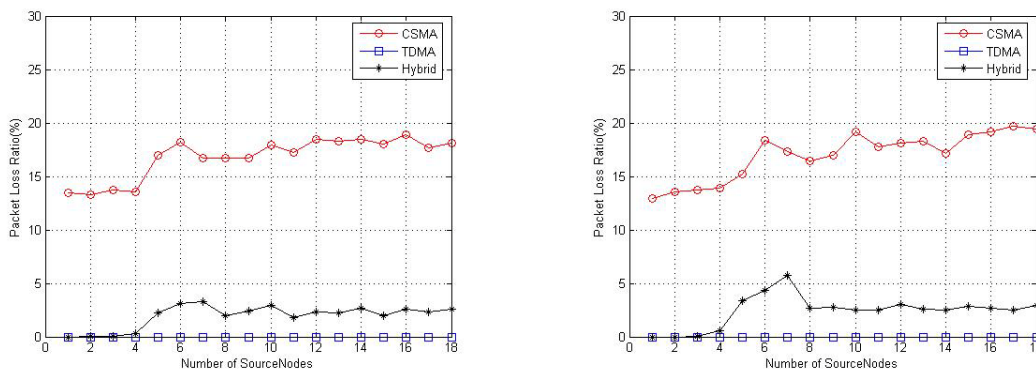 30
25
20
15
10
5
0
Packet Loss Ratio(%)
CSMA
TDMA
Hybrid
0 2 4 6 8 10 12 14 16 18
Number of SourceNodes
30
25
20
15
10
5
0
Packet Loss Ratio(%)
CSMA
TDMA
Hybrid
0 2 4 6 8 10 12 14 16
Number of SourceNodes